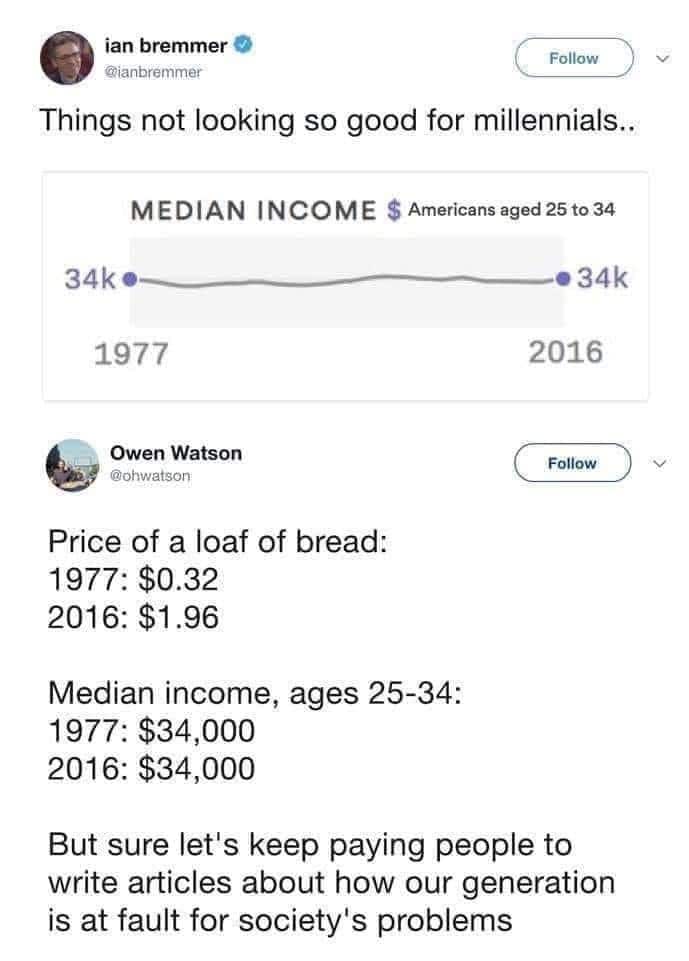 ian bremmer
@ianbremmer
Follow
Things not looking so good for millennials..
MEDIAN INCOME $ Americans aged 25 to 34
34k
34k
1977
2016
Owen Watson
@ohwatson
Follow
Price of a loaf of bread:
1977: $0.32
2016: $1.96
Median income, ages 25-34:
1977: $34,000
2016: $34,000
But sure let's keep paying people to
write articles about how our generation
is at fault for society's problems